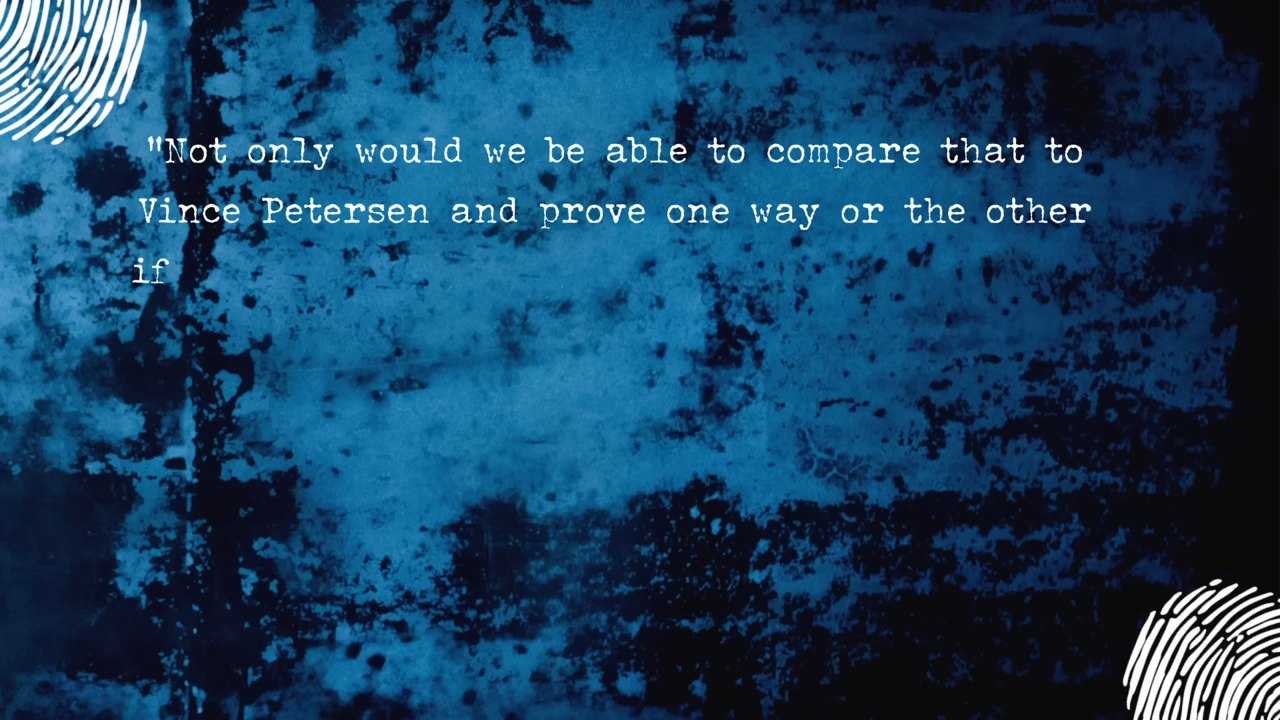 "Not only would we be able to compare that to
Vince Petersen and prove one way or the other
if